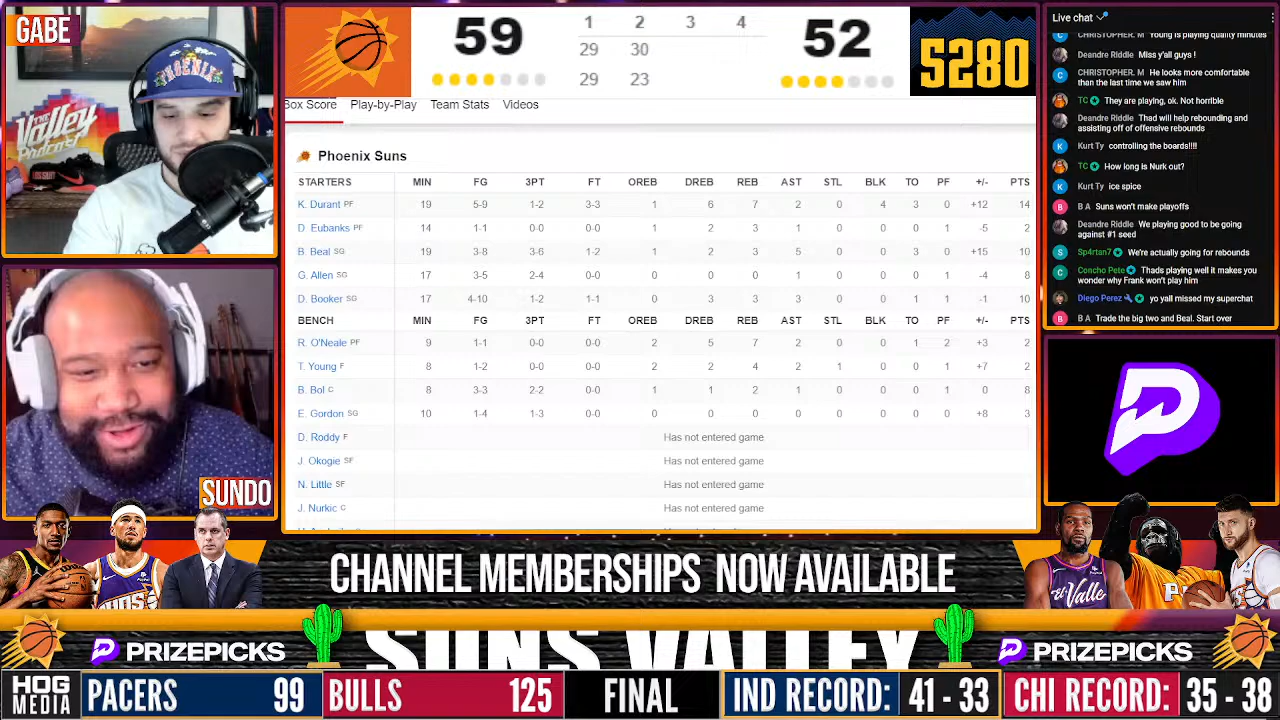 GABE
PHOENIX
THE
Valley
Podcast
SUNDO
59
52
1 2 3 4
29 30
29 23
5280
Box Score Play-by-Play Team Stats Videos
Phoenix Suns
STARTERS MIN FG 3PT FT OREB DREB REB AST STL BLK TO PF +/- PTS
K. Durant PF 19 5-9 1-2 3-3 1 6 7 2 0 4 3 0 +12 14
D. Eubanks PF 14 1-1 0-0 0-0 1 2 3 1 0 0 0 1 -5 2
B. Beal SG 19 3-8 3-6 1-2 1 2 3 5 0 0 3 0 +15 10
G. Allen SG 17 3-5 2-4 0-0 0 0 0 1 0 0 0 1 -4 8
D. Booker SG 17 4-10 1-2 1-1 0 3 3 3 0 0 1 1 -1 10
BENCH MIN FG 3PT FT OREB DREB REB AST STL BLK TO PF +/- PTS
R. O'Neale PF 9 1-1 0-0 0-0 2 5 7 2 0 0 1 2 +3 2
T. Young F 8 1-2 0-0 0-0 2 2 4 2 1 0 0 1 +7 2
B. Bol C 8 3-3 2-2 0-0 1 1 2 1 0 0 0 1 0 8
E. Gordon SG 10 1-4 1-3 0-0 0 0 0 0 0 0 0 0 +8 3
D. Roddy F Has not entered game
J. Okogie SF Has not entered game
N. Little SF Has not entered game
J. Nurkic C Has not entered game
Live chat
CHRISTOPHER. M Young is playing quality minutes
Deandre Riddle Miss y'all guys !
CHRISTOPHER. M He looks more comfortable
than the last time we saw him
TC They are playing, ok. Not horrible
Deandre Riddle Thad will help rebounding and
assisting off of offensive rebounds
Kurt Ty controlling the boards!!!!
TC How long is Nurk out?
Kurt Ty ice spice
B A Suns won't make playoffs
Deandre Riddle We playing good to be going
against #1 seed
Sp4rtan7 We're actually going for rebounds
Concho Pete Thads playing well it makes you
wonder why Frank won't play him
Diego Perez yo yall missed my superchat
B A Trade the big two and Beal. Start over
CHANNEL MEMBERSHIPS NOW AVAILABLE
PRIZEPICKS
SUNS VALLEY
PRIZEPICKS
HOG
MEDIA
PACERS 99 BULLS 125 FINAL IND RECORD: 41 - 33 CHI RECORD: 35 - 38